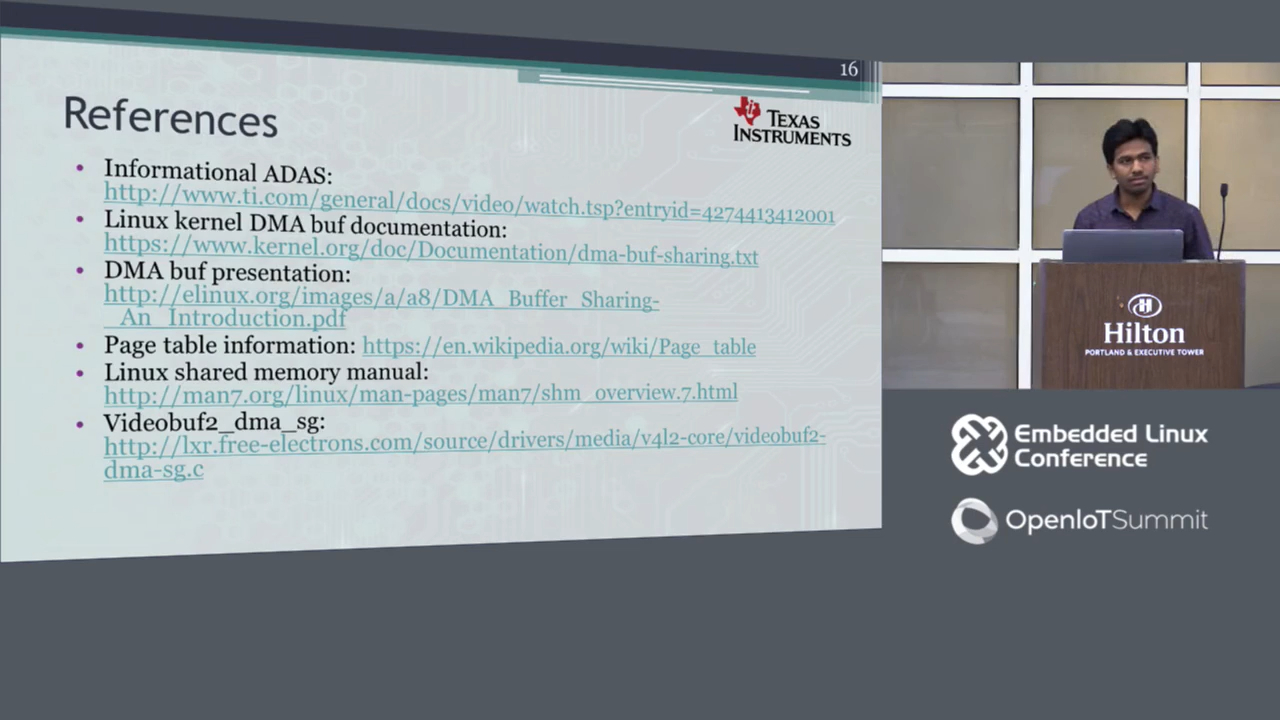 16
References
TEXAS
INSTRUMENTS
• Informational ADAS:
http://www.ti.com/general/docs/video/watch.tsp?entryid=4274413412001
• Linux kernel DMA buf documentation:
https://www.kernel.org/doc/Documentation/dma-buf-sharing.txt
• DMA buf presentation:
http://elinux.org/images/a/a8/DMA_Buffer_Sharing-
_An_Introduction.pdf
• Page table information: https://en.wikipedia.org/wiki/Page_table
• Linux shared memory manual:
http://man7.org/linux/man-pages/man7/shm_overview.7.html
• Videobuf2_dma_sg:
http://lxr.free-electrons.com/source/drivers/media/v4l2-core/videobuf2-
dma-sg.c
Hilton
PORTLAND & EXECUTIVE TOWER
Embedded Linux
Conference
OpenIoTSummit